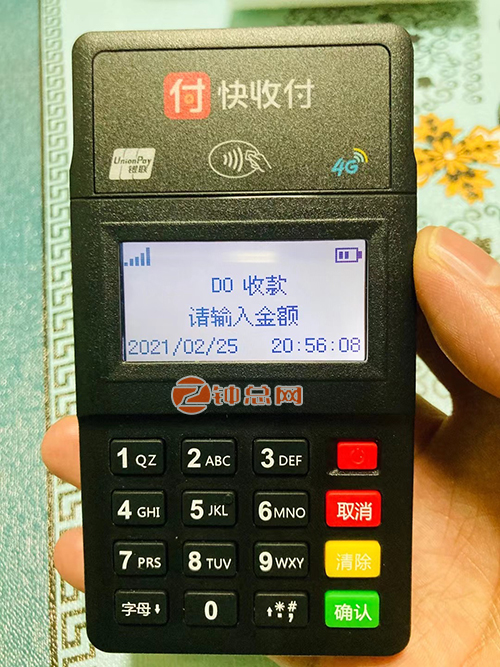 付 快收付
UnionPay
银联
4G
DO 收款
请输入金额
2021/02/25 20:56:08
钟总网
1 QZ 2 ABC 3 DEF
4 GHI 5 JKL 6 MNO 取消
7 PRS 8 TUV 9 WXY 清除
字母⬇ 0 ⬆*#, 确认